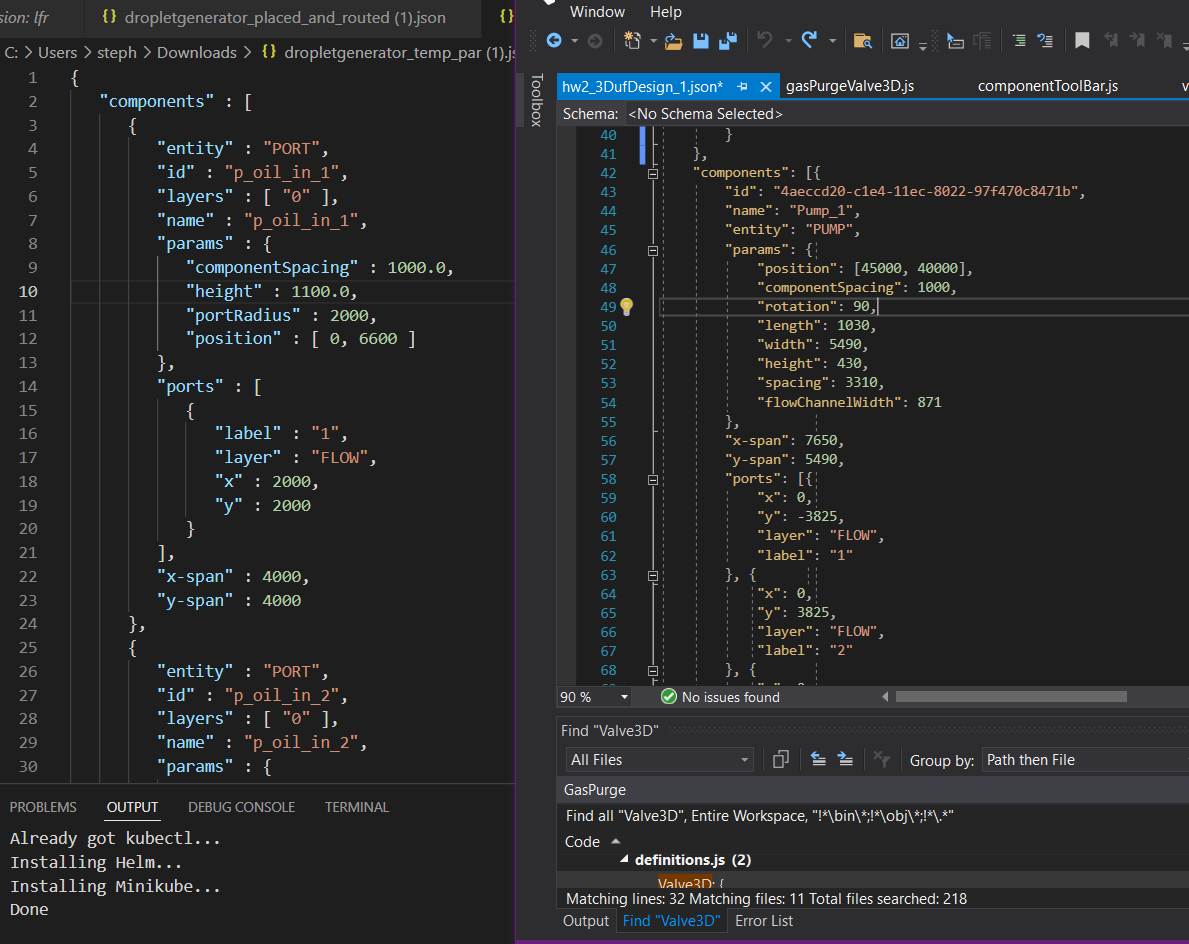 sion: lfr
{} dropletgenerator_placed_and_routed (1).json
{}
C: > Users > steph > Downloads > {} dropletgenerator_temp_par (1).js
1 {
2 "components" : [
3 {
4 "entity" : "PORT",
5 "id" : "p_oil_in_1",
6 "layers" : [ "0" ],
7 "name" : "p_oil_in_1",
8 "params" : {
9 "componentSpacing" : 1000.0,
10 "height" : 1100.0,
11 "portRadius" : 2000,
12 "position" : [ 0, 6600 ]
13 },
14 "ports" : [
15 {
16 "label" : "1",
17 "layer" : "FLOW",
18 "x" : 2000,
19 "y" : 2000
20 }
21 ],
22 "x-span" : 4000,
23 "y-span" : 4000
24 },
25 {
26 "entity" : "PORT",
27 "id" : "p_oil_in_2",
28 "layers" : [ "0" ],
29 "name" : "p_oil_in_2",
30 "params" : {
PROBLEMS OUTPUT DEBUG CONSOLE TERMINAL
Already got kubectl...
Installing Helm...
Installing Minikube...
Done
Window Help
Toolbox
hw2_3DufDesign_1.json* gasPurgeValve3D.js componentToolBar.js v
Schema: <No Schema Selected>
40 }
41 },
42 "components": [{
43 "id": "4aeccd20-c1e4-11ec-8022-97f470c8471b",
44 "name": "Pump_1",
45 "entity": "PUMP",
46 "params": {
47 "position": [45000, 40000],
48 "componentSpacing": 1000,
49 "rotation": 90,
50 "length": 1030,
51 "width": 5490,
52 "height": 430,
53 "spacing": 3310,
54 "flowChannelWidth": 871
55 },
56 "x-span": 7650,
57 "y-span": 5490,
58 "ports": [{
59 "x": 0,
60 "y": -3825,
61 "layer": "FLOW",
62 "label": "1"
63 }, {
64 "x": 0,
65 "y": 3825,
66 "layer": "FLOW",
67 "label": "2"
68 }, {
90 % No issues found
Find "Valve3D"
All Files Group by: Path then File
GasPurge
Find all "Valve3D", Entire Workspace, "!*\bin\*;!*\obj\*;!*\.*"
Code
definitions.js (2)
Valve3D: {
Matching lines: 32 Matching files: 11 Total files searched: 218
Output Find "Valve3D" Error List